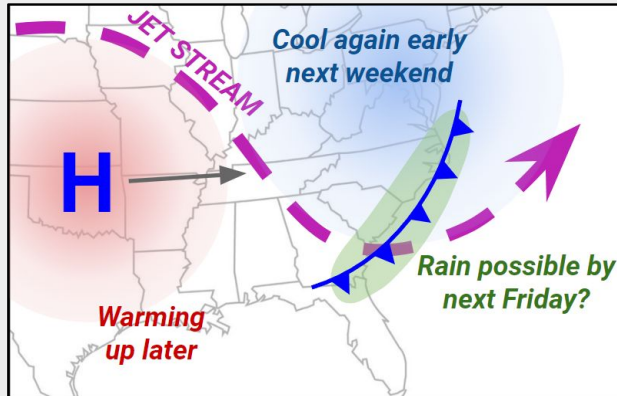 JET STREAM
Cool again early
next weekend
H
Rain possible by
next Friday?
Warming
up later